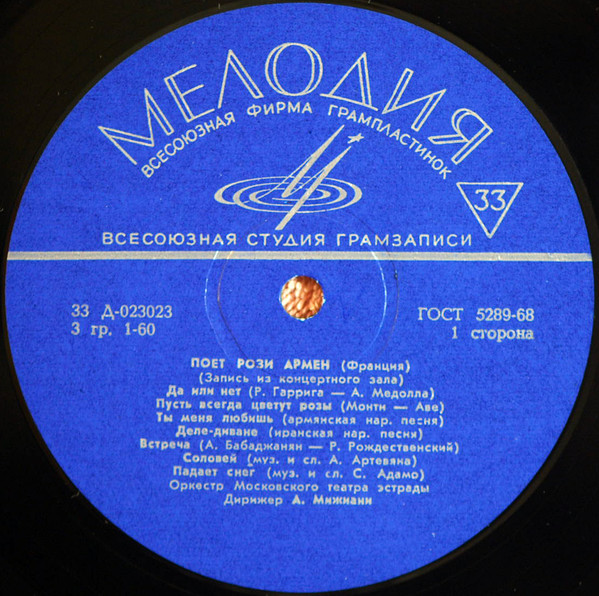 МЕЛОДИЯ
ВСЕСОЮЗНАЯ ФИРМА ГРАМПЛАСТИНОК
33
ВСЕСОЮЗНАЯ СТУДИЯ ГРАМЗАПИСИ
33 Д-023023
ГОСТ 5289-68
3 гр. 1-60
1 сторона
ПОЕТ РОЗИ АРМЕН (Франция)
(Запись из концертного зала)
Да или нет (Р. Гаррига — А. Медолла)
Пусть всегда цветут розы (Монти — Аве)
Ты меня любишь (армянская нар. песня)
Деле-диване (иранская нар. песня)
Встреча (А. Бабаджанян — Р. Рождественский)
Соловей (муз. и сл. А. Артевяна)
Падает снег (муз. и сл. С. Адамо)
Оркестр Московского театра эстрады
Дирижер А. Мижиани